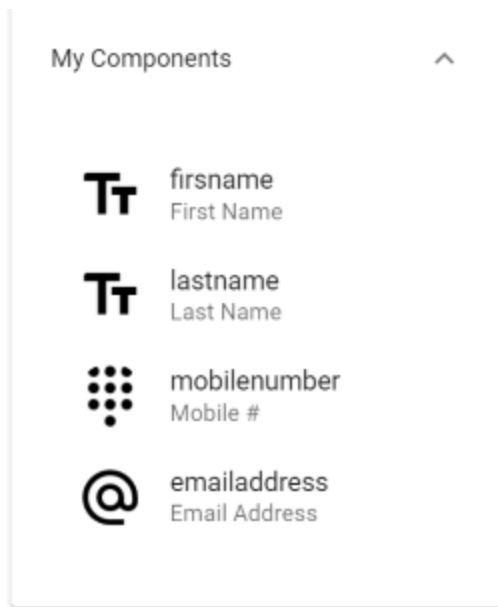 My Components
firsname
First Name
lastname
Last Name
mobilenumber
Mobile #
emailaddress
Email Address